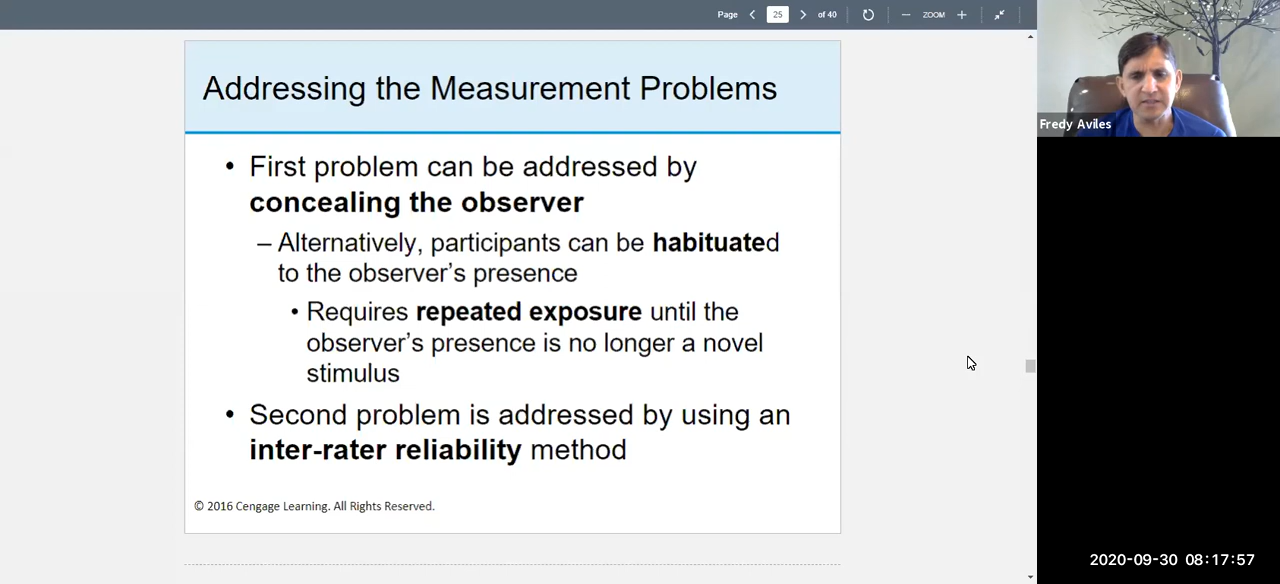 Page 25 of 40 ZOOM
Addressing the Measurement Problems
• First problem can be addressed by
concealing the observer
– Alternatively, participants can be habituated
to the observer's presence
• Requires repeated exposure until the
observer's presence is no longer a novel
stimulus
• Second problem is addressed by using an
inter-rater reliability method
© 2016 Cengage Learning. All Rights Reserved.
Fredy Aviles
2020-09-30 08:17:57